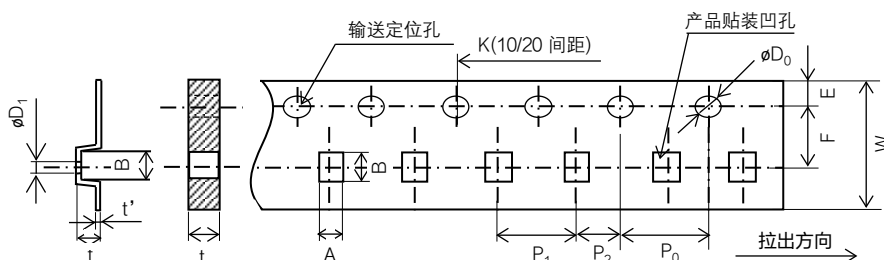 输送定位孔
K(10/20 间距)
产品贴装凹孔
øD₀
øD₁
B
t'
t
t
A
B
P₁
P₂
P₀
E
F
W
拉出方向